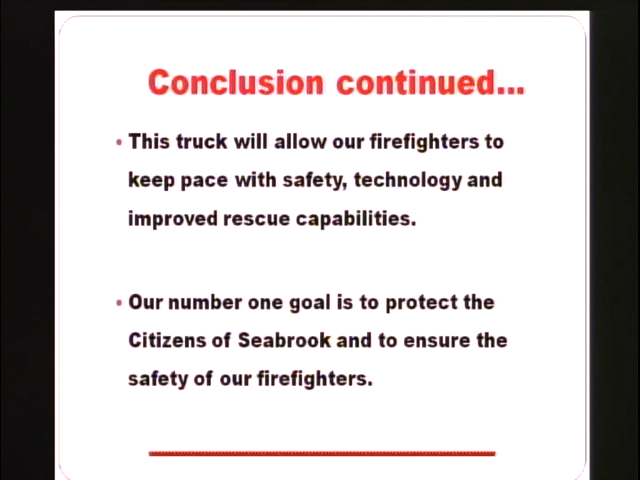 Conclusion continued...
• This truck will allow our firefighters to
keep pace with safety, technology and
improved rescue capabilities.
• Our number one goal is to protect the
Citizens of Seabrook and to ensure the
safety of our firefighters.